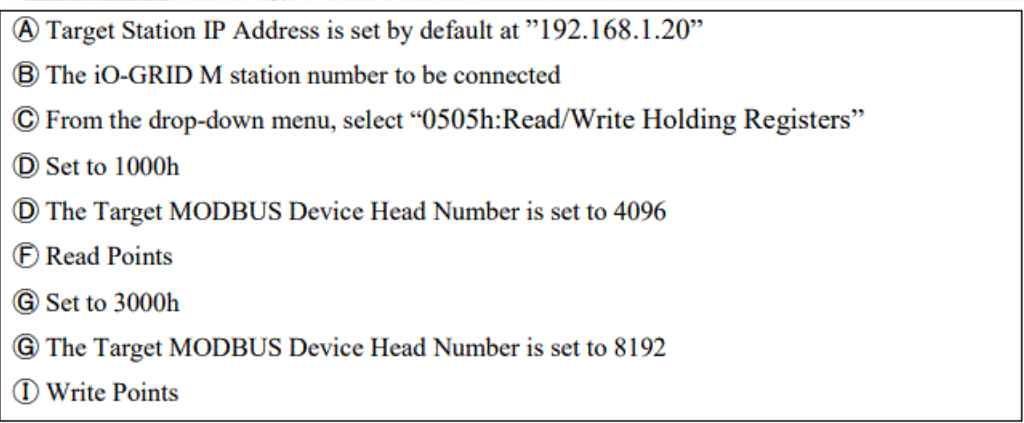 Ⓐ Target Station IP Address is set by default at ”192.168.1.20”
Ⓑ The iO-GRID M station number to be connected
Ⓒ From the drop-down menu, select “0505h:Read/Write Holding Registers”
Ⓓ Set to 1000h
Ⓓ The Target MODBUS Device Head Number is set to 4096
Ⓕ Read Points
Ⓖ Set to 3000h
Ⓖ The Target MODBUS Device Head Number is set to 8192
Ⓘ Write Points